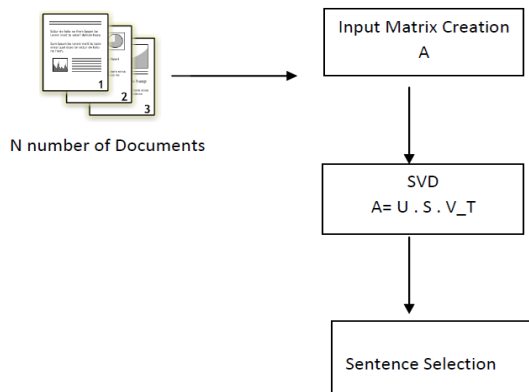 Input Matrix Creation
A
1
2
3
N number of Documents
SVD
A= U . S . V_T
Sentence Selection